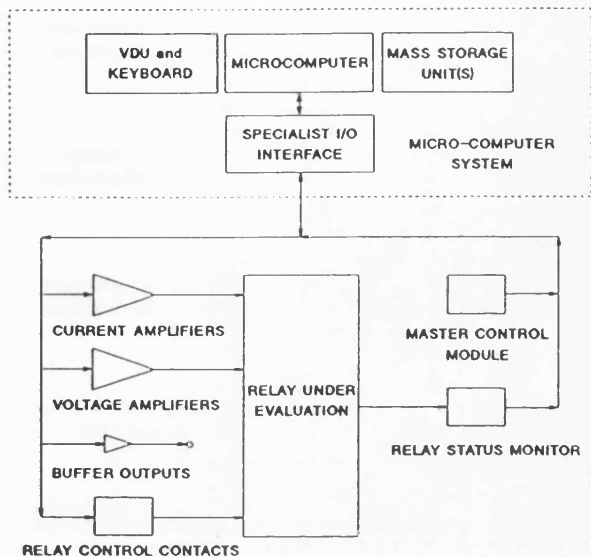 VDU and
KEYBOARD
MICROCOMPUTER
MASS STORAGE
UNIT(S)
SPECIALIST I/O
INTERFACE
MICRO-COMPUTER
SYSTEM
CURRENT AMPLIFIERS
VOLTAGE AMPLIFIERS
BUFFER OUTPUTS
RELAY CONTROL CONTACTS
RELAY UNDER
EVALUATION
MASTER CONTROL
MODULE
RELAY STATUS MONITOR